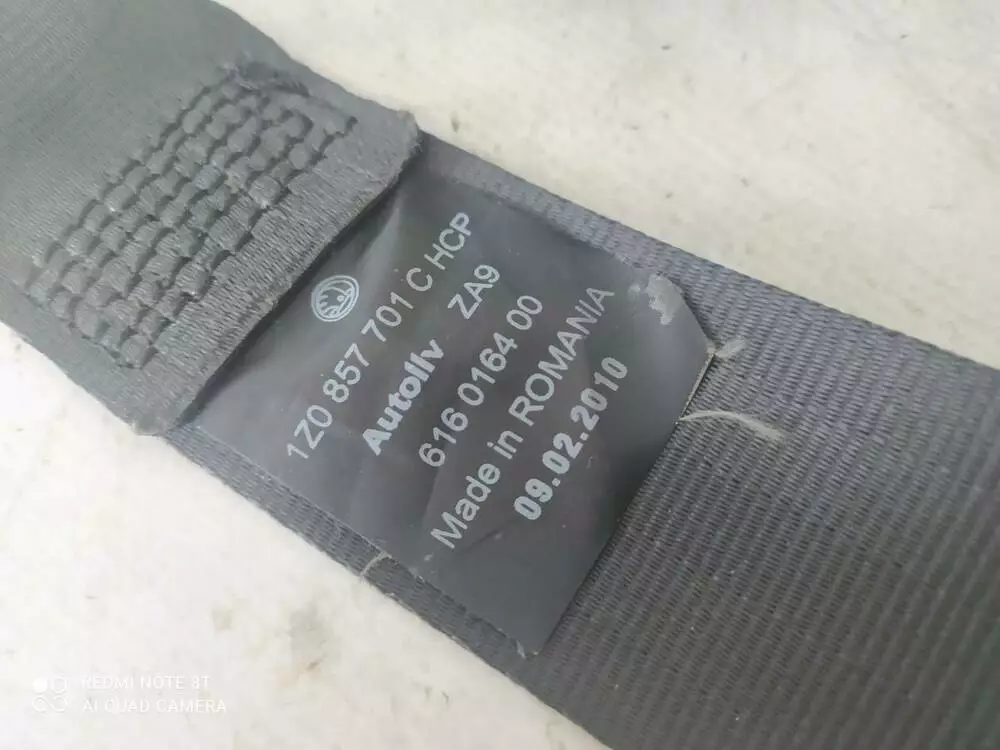 1Z0 857 701 C HCP
Autoliv ZA9
616 0164 00
Made in ROMANIA
09.02.2010
REDMI NOTE 8T
AI QUAD CAMERA